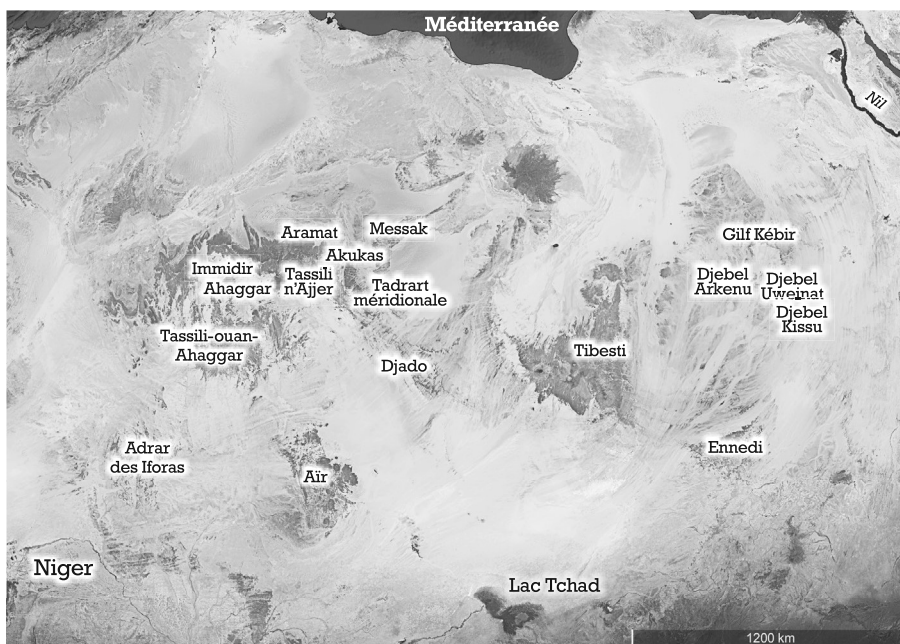 Méditerranée
Nil
Aramat
Messak
Gilf Kébir
Akukas
Immidir
Ahaggar
Tassili
n'Ajjer
Tadrart
méridionale
Djebel
Arkenu
Djebel
Uweinat
Djebel
Kissu
Tassili-ouan-
Ahaggar
Djado
Tibesti
Adrar
des Iforas
Aïr
Ennedi
Niger
Lac Tchad
1200 km